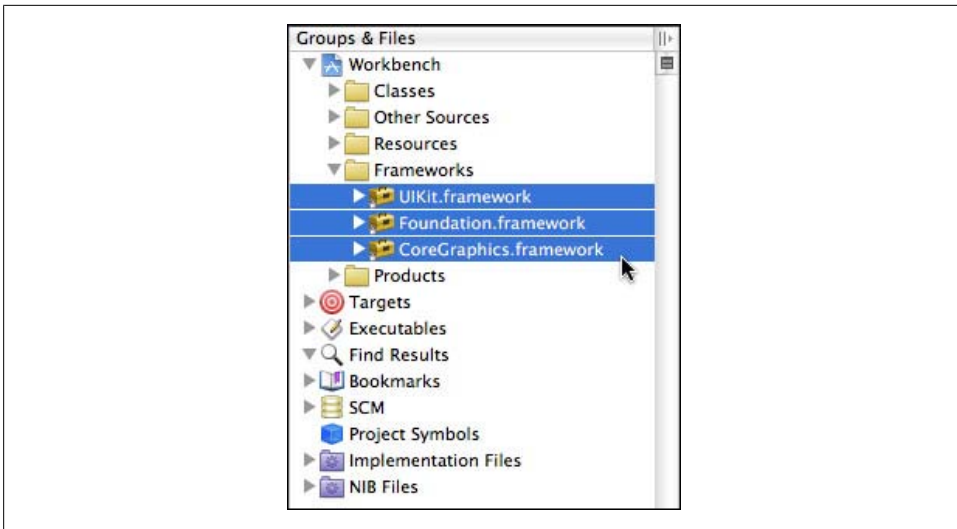 Groups & Files
Workbench
Classes
Other Sources
Resources
Frameworks
UIKit.framework
Foundation.framework
CoreGraphics.framework
Products
Targets
Executables
Find Results
Bookmarks
SCM
Project Symbols
Implementation Files
NIB Files